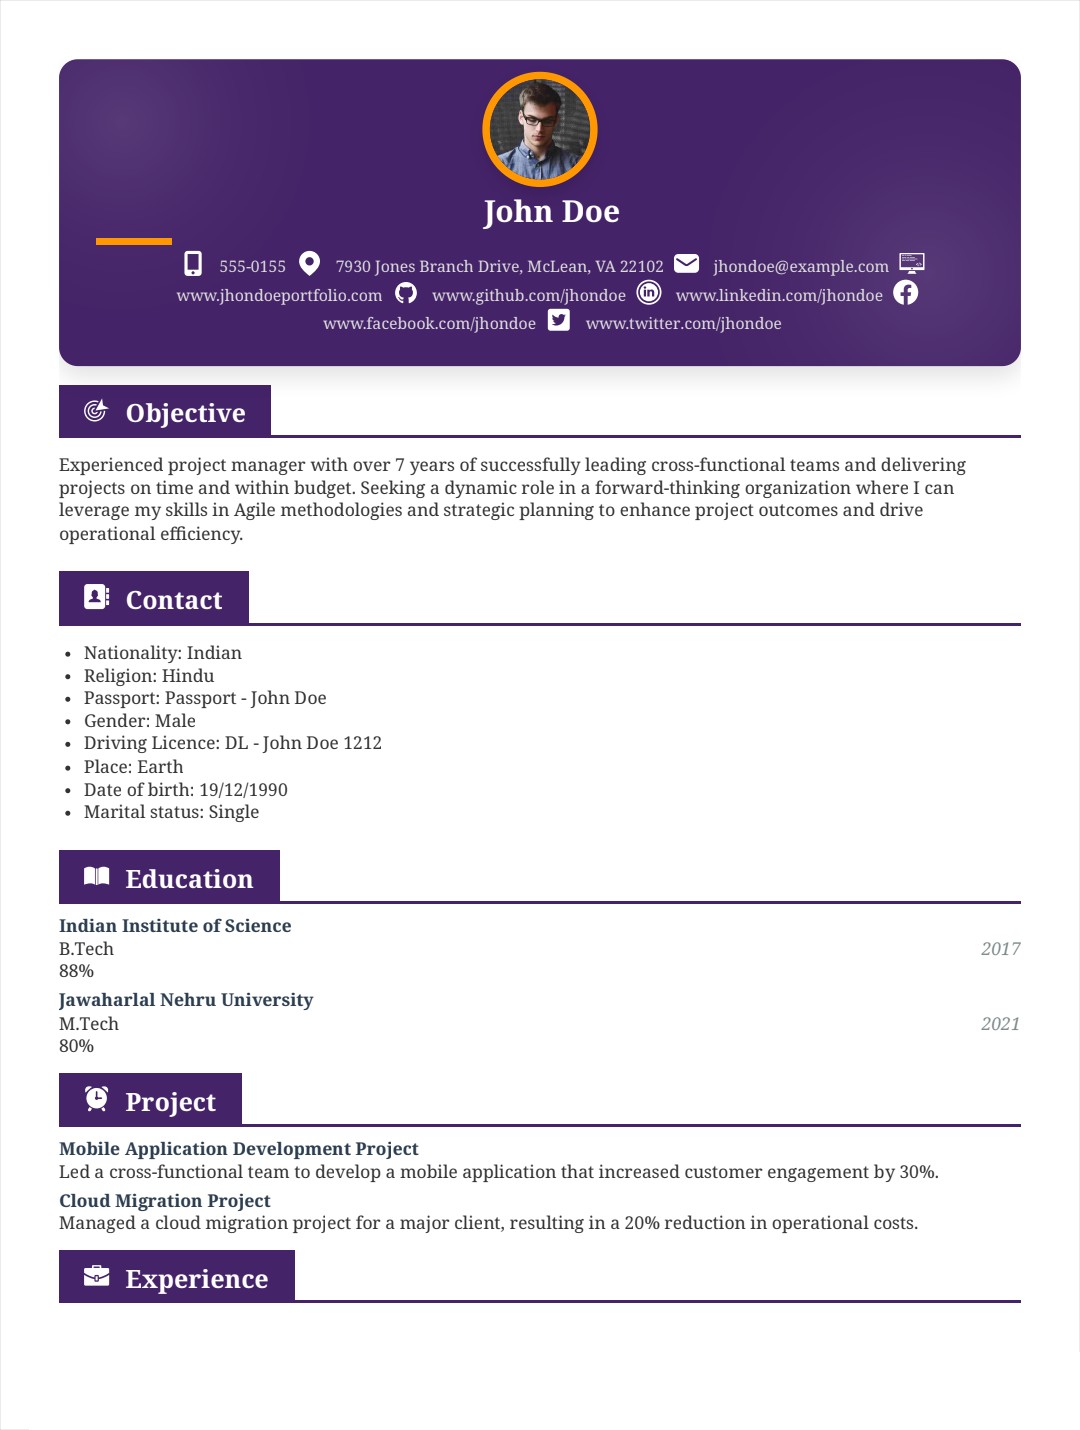 John Doe
555-0155 7930 Jones Branch Drive, McLean, VA 22102 jhondoe@example.com
www.jhondoeportfolio.com www.github.com/jhondoe www.linkedin.com/jhondoe
www.facebook.com/jhondoe www.twitter.com/jhondoe
Objective
Experienced project manager with over 7 years of successfully leading cross-functional teams and delivering
projects on time and within budget. Seeking a dynamic role in a forward-thinking organization where I can
leverage my skills in Agile methodologies and strategic planning to enhance project outcomes and drive
operational efficiency.
Contact
• Nationality: Indian
• Religion: Hindu
• Passport: Passport - John Doe
• Gender: Male
• Driving Licence: DL - John Doe 1212
• Place: Earth
• Date of birth: 19/12/1990
• Marital status: Single
Education
Indian Institute of Science
B.Tech 2017
88%
Jawaharlal Nehru University
M.Tech 2021
80%
Project
Mobile Application Development Project
Led a cross-functional team to develop a mobile application that increased customer engagement by 30%.
Cloud Migration Project
Managed a cloud migration project for a major client, resulting in a 20% reduction in operational costs.
Experience